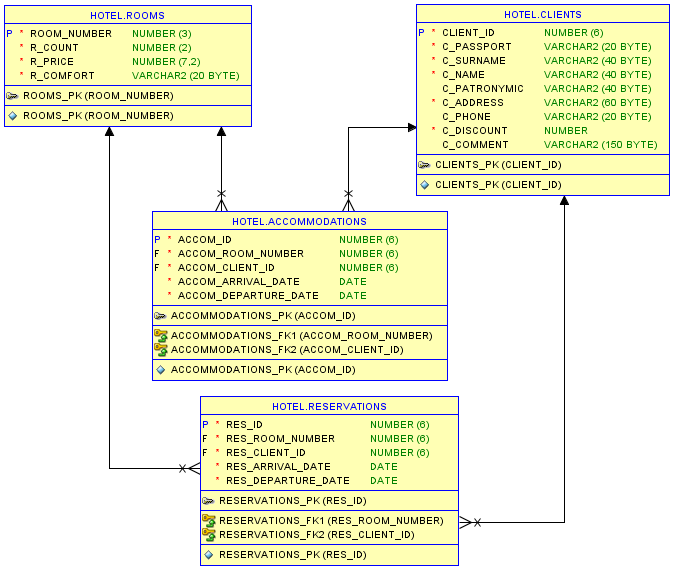 HOTEL.ROOMS
P * ROOM_NUMBER NUMBER (3)
* R_COUNT NUMBER (2)
* R_PRICE NUMBER (7,2)
* R_COMFORT VARCHAR2 (20 BYTE)
ROOMS_PK (ROOM_NUMBER)
ROOMS_PK (ROOM_NUMBER)
HOTEL.CLIENTS
P * CLIENT_ID NUMBER (6)
* C_PASSPORT VARCHAR2 (20 BYTE)
* C_SURNAME VARCHAR2 (40 BYTE)
* C_NAME VARCHAR2 (40 BYTE)
C_PATRONYMIC VARCHAR2 (40 BYTE)
* C_ADDRESS VARCHAR2 (60 BYTE)
C_PHONE VARCHAR2 (20 BYTE)
* C_DISCOUNT NUMBER
C_COMMENT VARCHAR2 (150 BYTE)
CLIENTS_PK (CLIENT_ID)
CLIENTS_PK (CLIENT_ID)
HOTEL.ACCOMMODATIONS
P * ACCOM_ID NUMBER (6)
F * ACCOM_ROOM_NUMBER NUMBER (6)
F * ACCOM_CLIENT_ID NUMBER (6)
* ACCOM_ARRIVAL_DATE DATE
* ACCOM_DEPARTURE_DATE DATE
ACCOMMODATIONS_PK (ACCOM_ID)
ACCOMMODATIONS_FK1 (ACCOM_ROOM_NUMBER)
ACCOMMODATIONS_FK2 (ACCOM_CLIENT_ID)
ACCOMMODATIONS_PK (ACCOM_ID)
HOTEL.RESERVATIONS
P * RES_ID NUMBER (6)
F * RES_ROOM_NUMBER NUMBER (6)
F * RES_CLIENT_ID NUMBER (6)
* RES_ARRIVAL_DATE DATE
* RES_DEPARTURE_DATE DATE
RESERVATIONS_PK (RES_ID)
RESERVATIONS_FK1 (RES_ROOM_NUMBER)
RESERVATIONS_FK2 (RES_CLIENT_ID)
RESERVATIONS_PK (RES_ID)